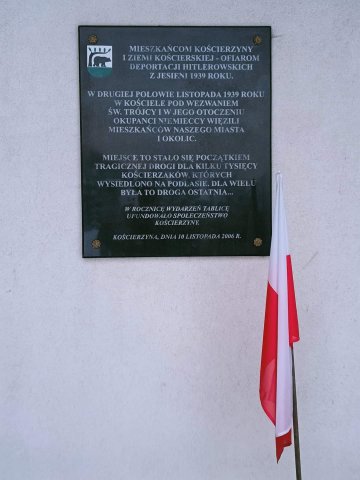 MIESZKAŃCOM KOŚCIERZYNY
I ZIEMI KOŚCIERSKIEJ - OFIAROM
DEPORTACJI HITLEROWSKICH
Z JESIENI 1939 ROKU.
W DRUGIEJ POŁOWIE LISTOPADA 1939 ROKU
W KOŚCIELE POD WEZWANIEM
ŚW. TRÓJCY I W JEGO OTOCZENIU
OKUPANCI NIEMIECCY WIĘZILI
MIESZKAŃCÓW NASZEGO MIASTA
I OKOLIC.
MIEJSCE TO STAŁO SIĘ POCZĄTKIEM
TRAGICZNEJ DROGI DLA KILKU TYSIĘCY
KOŚCIERZAKÓW, KTÓRYCH
WYSIEDLONO NA PODLASIE. DLA WIELU
BYŁA TO DROGA OSTATNIA...
W ROCZNICĘ WYDARZEŃ TABLICĘ
UFUNDOWAŁO SPOŁECZEŃSTWO
KOŚCIERZYNY.
KOŚCIERZYNA, DNIA 10 LISTOPADA 2006 R.